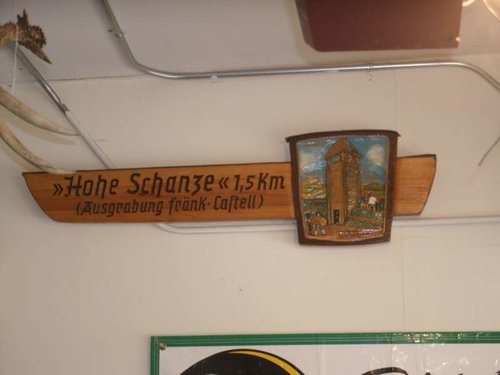 »Hohe Schanze« 1,5 Km
(Ausgrabung fränk. Castell)